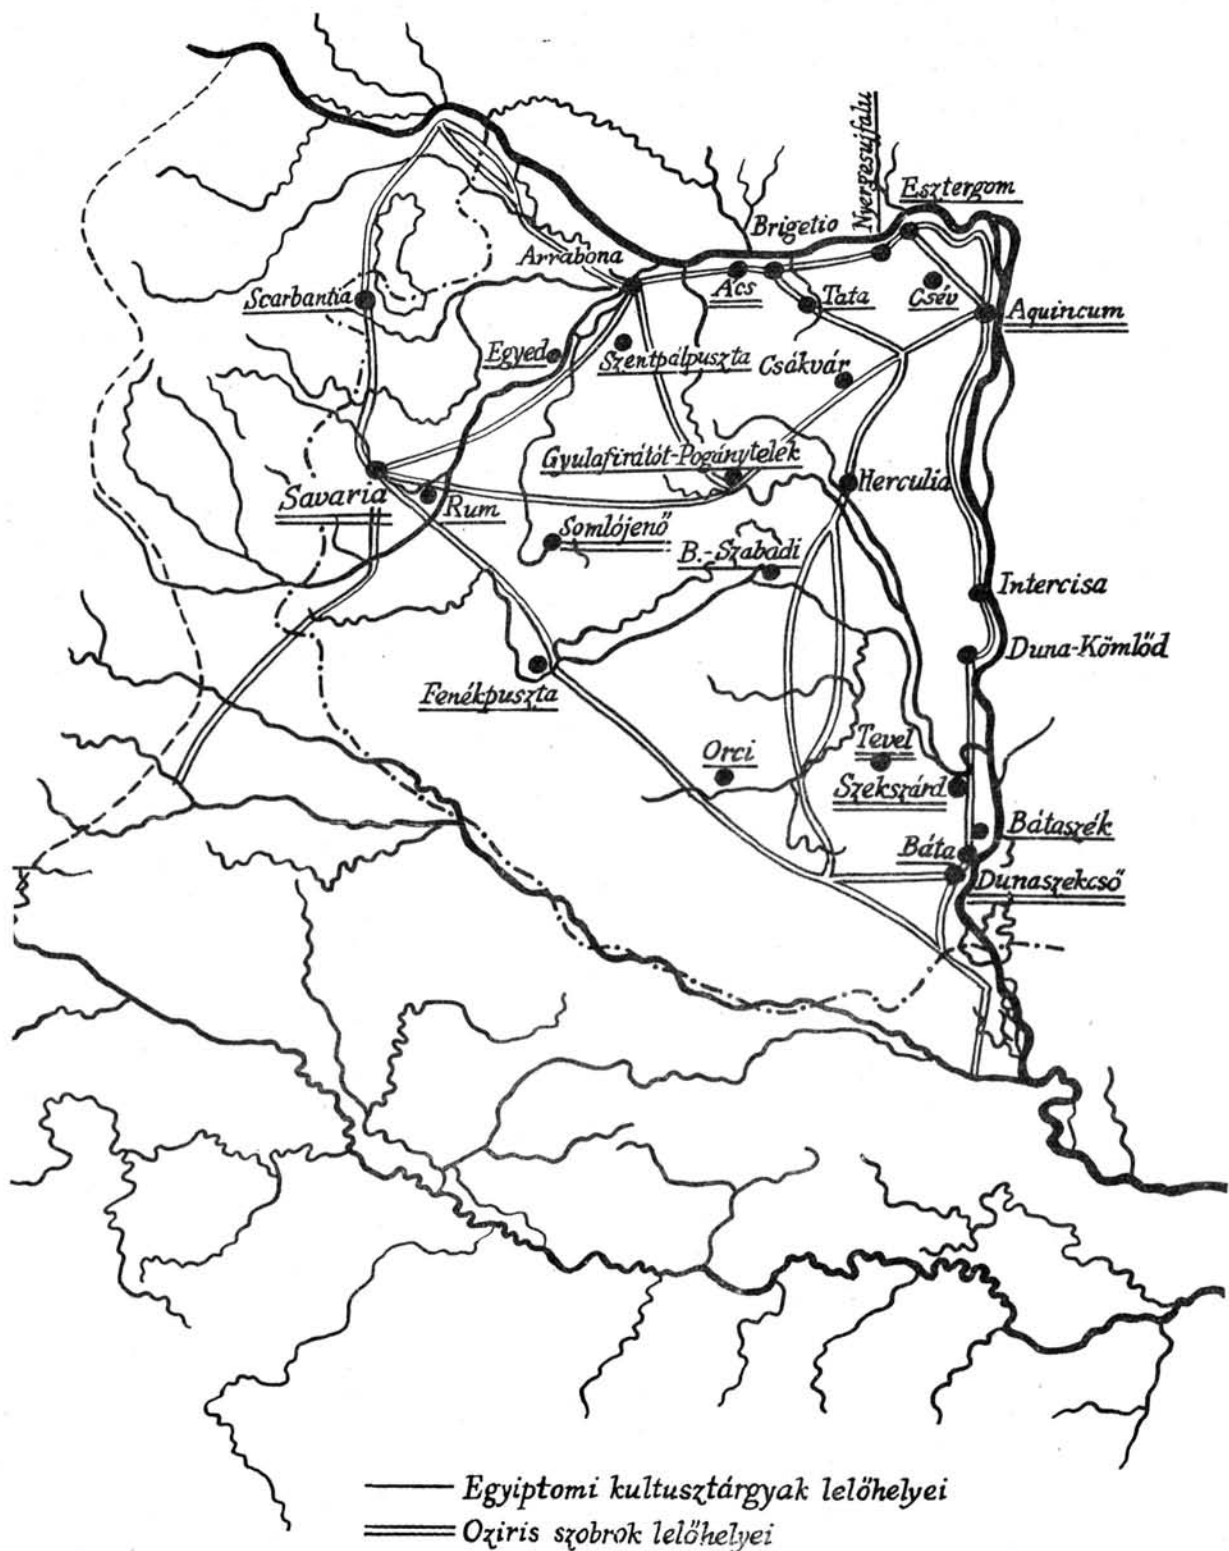 Nyergesujfalu
Esztergom
Brigetio
Arrabona
Scarbantia
Ács
Tata
Csév
Aquincum
Egyed
Szentpálpuszta
Csákvár
Gyulafirátót-Pogánytelek
Herculia
Savaria
Rum
Somlójenő
B.-Szabadi
Intercisa
Duna-Kömlőd
Fenékpuszta
Orci
Tevel
Szekszárd
Bátaszék
Báta
Dunaszekcső
Egyiptomi kultusztárgyak lelőhelyei
Oziris szobrok lelőhelyei